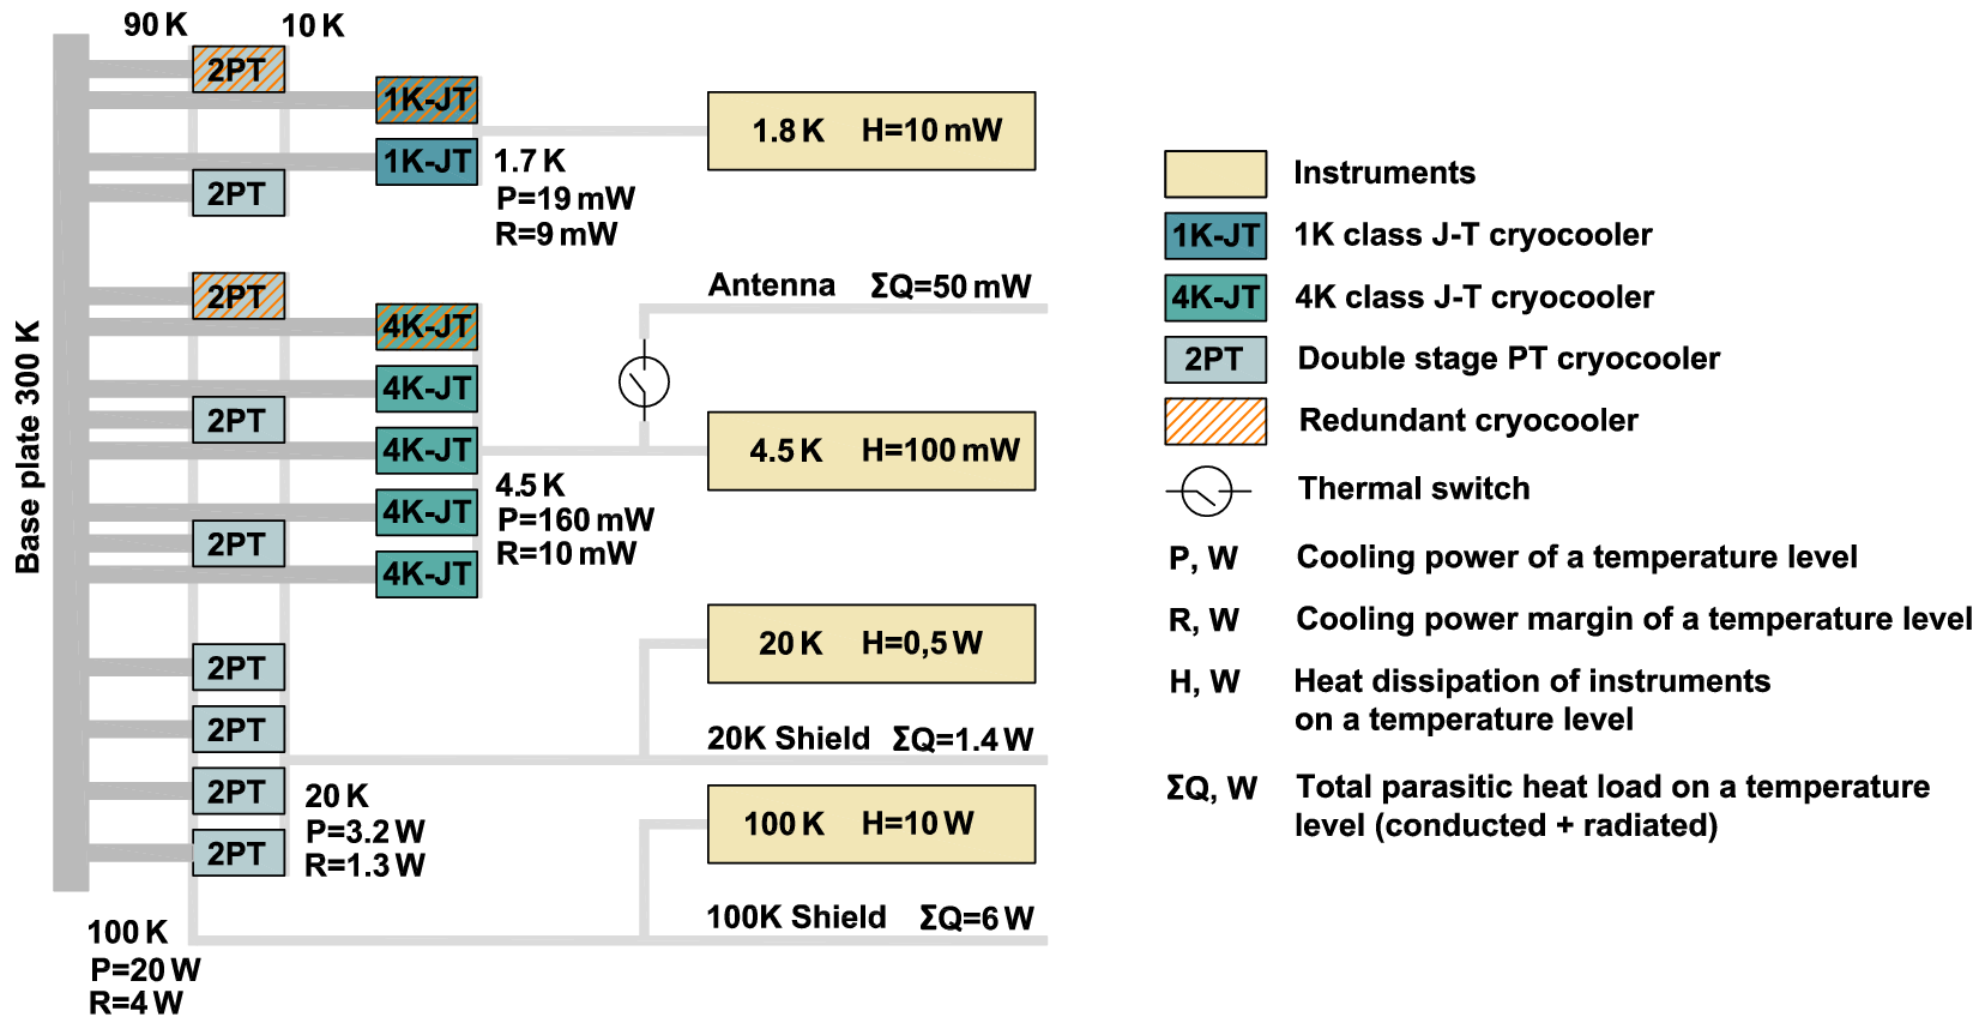 90 K
10 K
2PT
1K-JT
1K-JT
2PT
1.7 K
P=19 mW
R=9 mW
1.8 K H=10 mW
Base plate 300 K
2PT
4K-JT
4K-JT
2PT
4K-JT
4K-JT
2PT
4K-JT
4.5 K
P=160 mW
R=10 mW
Antenna ΣQ=50 mW
4.5 K H=100 mW
2PT
2PT
2PT
2PT
20 K
P=3.2 W
R=1.3 W
20 K H=0,5 W
20K Shield ΣQ=1.4 W
100 K H=10 W
100K Shield ΣQ=6 W
100 K
P=20 W
R=4 W
Instruments
1K-JT 1K class J-T cryocooler
4K-JT 4K class J-T cryocooler
2PT Double stage PT cryocooler
Redundant cryocooler
Thermal switch
P, W Cooling power of a temperature level
R, W Cooling power margin of a temperature level
H, W Heat dissipation of instruments
on a temperature level
ΣQ, W Total parasitic heat load on a temperature
level (conducted + radiated)